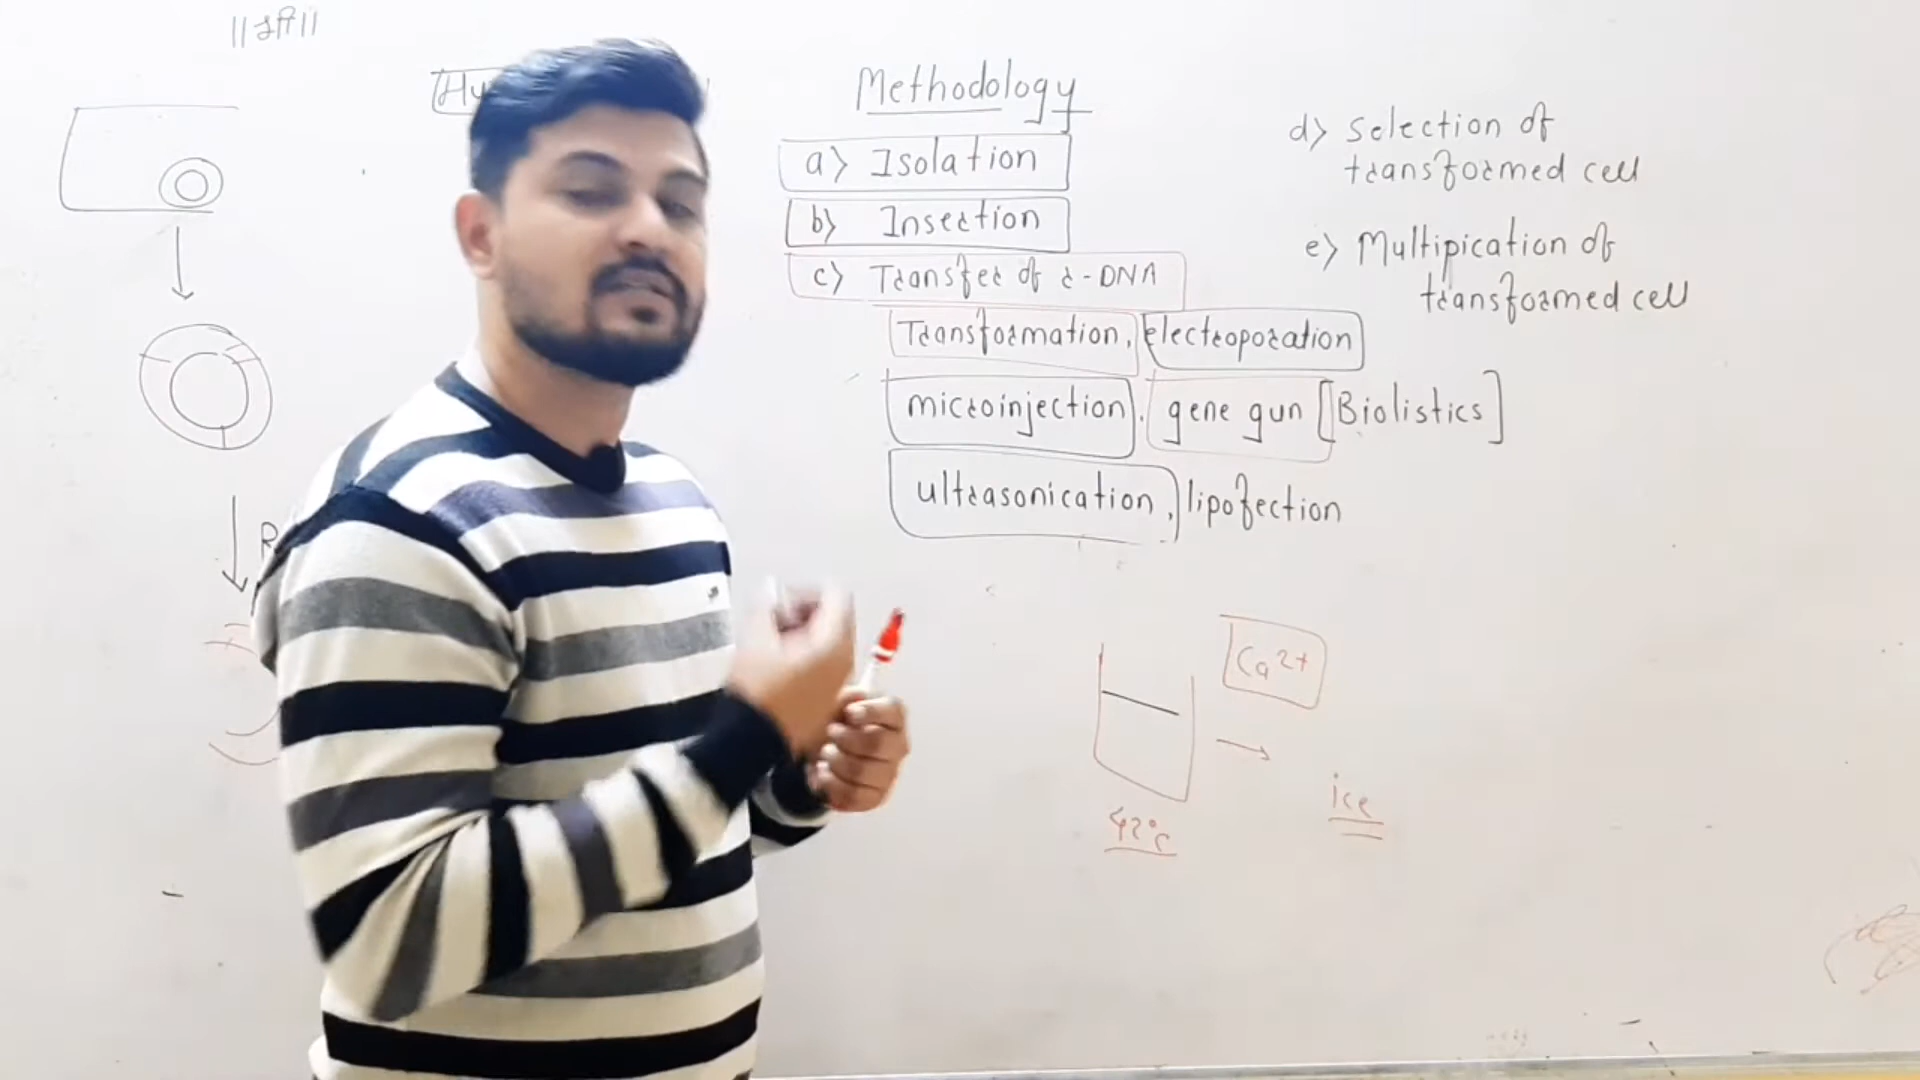 ॥ श्री ॥
Methodology
a) Isolation
b) Insertion
c) Transfer of r-DNA
Transformation, electroporation
microinjection, gene gun [Biolistics]
ultrasonication, lipofection
d) Selection of
transformed cell
e) Multipication of
transformed cell
R
Ca2+
42°C
ice